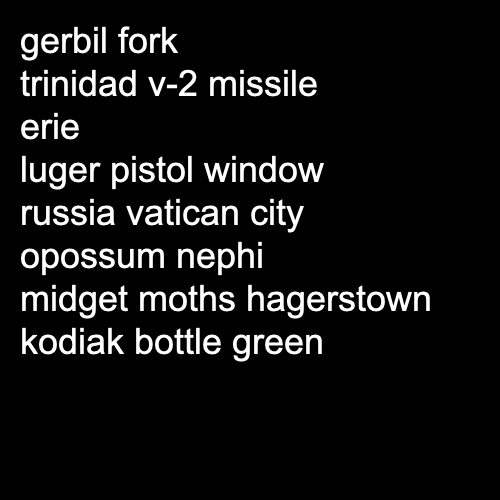 gerbil fork
trinidad v-2 missile
erie
luger pistol window
russia vatican city
opossum nephi
midget moths hagerstown
kodiak bottle green